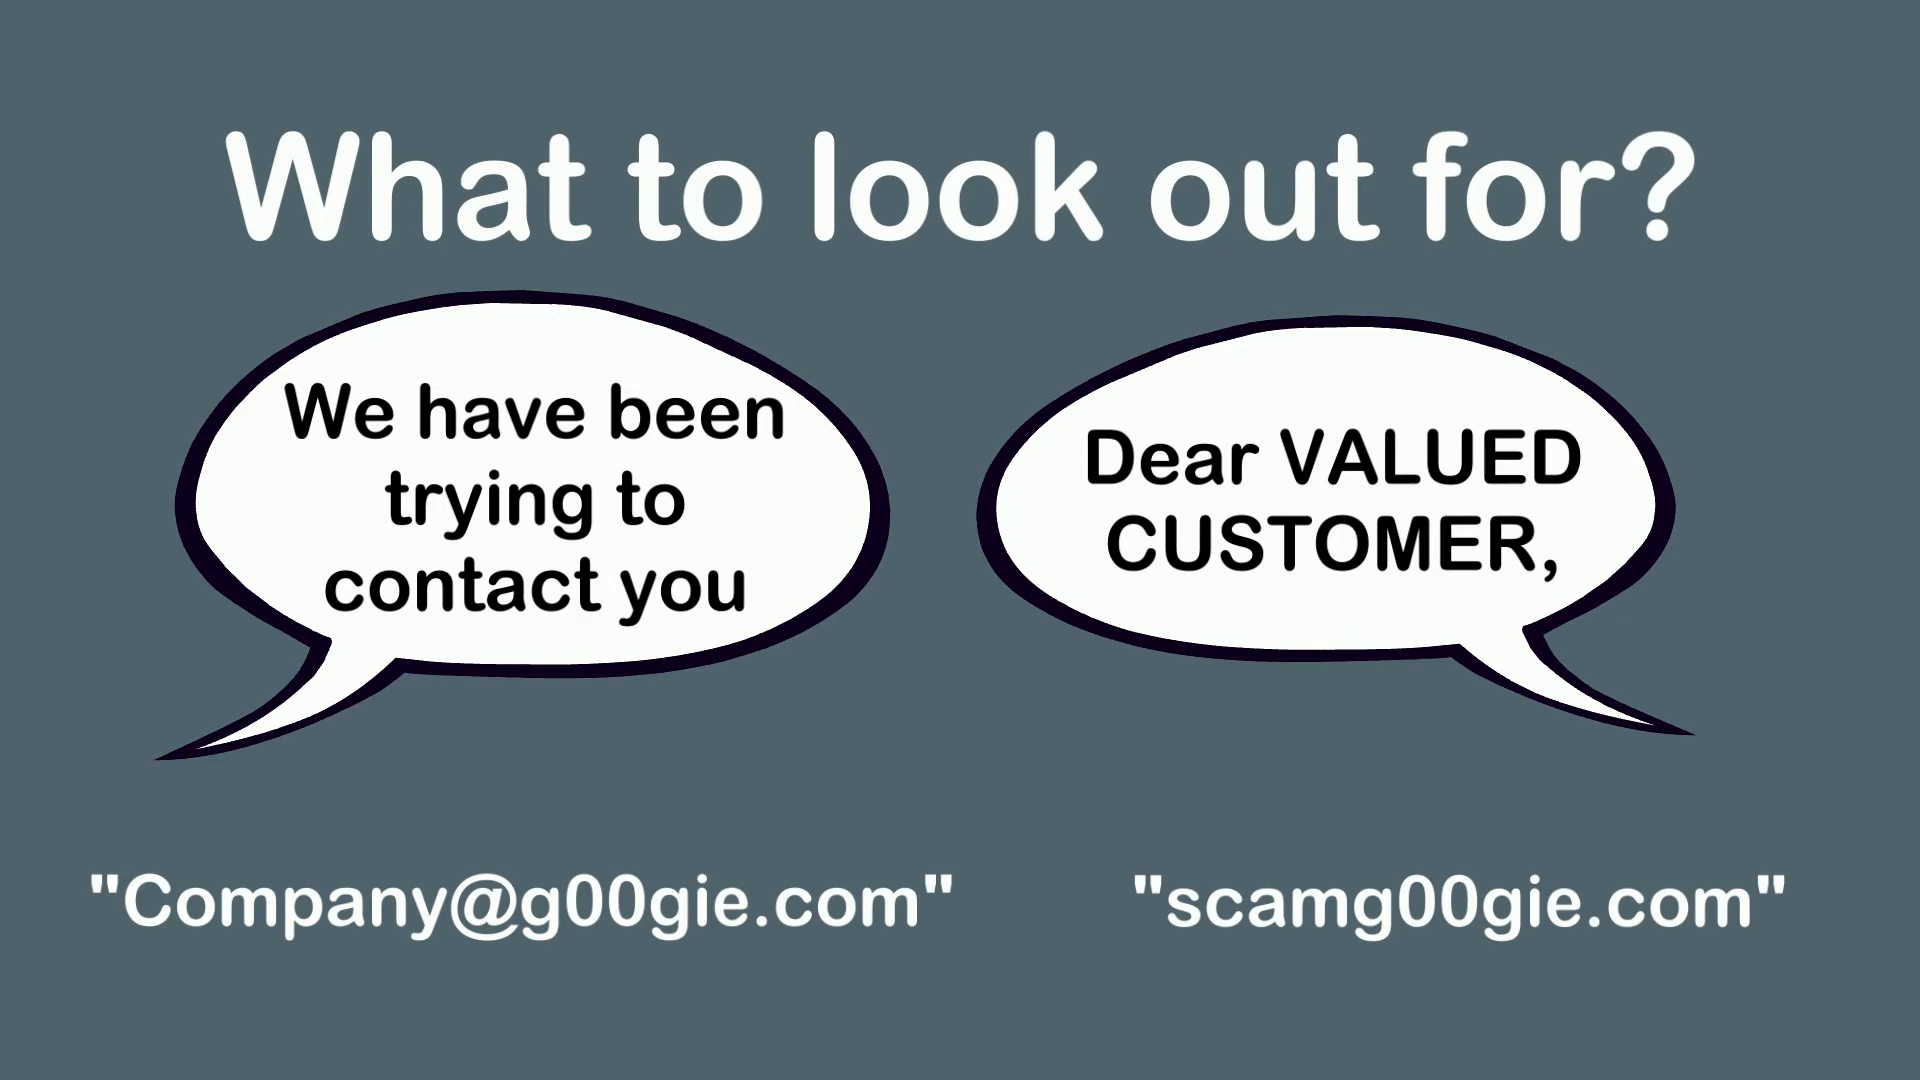 What to look out for?
We have been
trying to
contact you
Dear VALUED
CUSTOMER,
"Company@g00gie.com"
"scamg00gie.com"